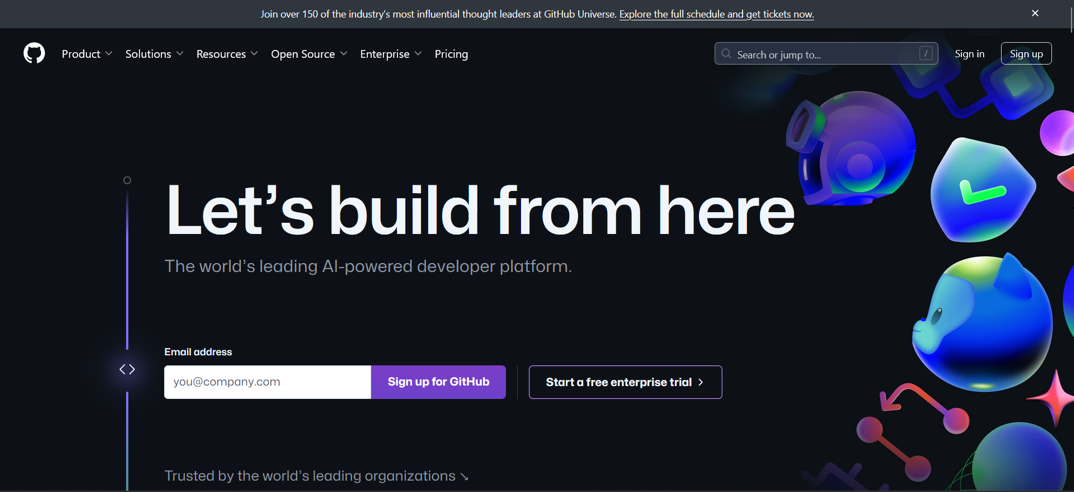 Join over 150 of the industry's most influential thought leaders at GitHub Universe. Explore the full schedule and get tickets now.
Product Solutions Resources Open Source Enterprise Pricing Search or jump to... / Sign in Sign up
Let's build from here
The world's leading AI-powered developer platform.
Email address
you@company.com Sign up for GitHub Start a free enterprise trial
Trusted by the world's leading organizations ↘